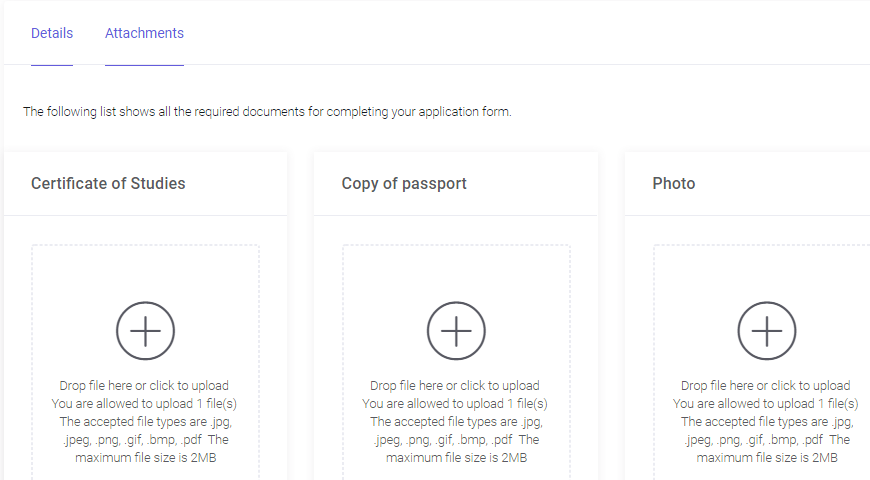 Details
Attachments
The following list shows all the required documents for completing your application form.
Certificate of Studies
Copy of passport
Photo
Drop file here or click to upload
You are allowed to upload 1 file(s)
The accepted file types are .jpg,
.jpeg, .png, .gif, .bmp, .pdf The
maximum file size is 2MB
Drop file here or click to upload
You are allowed to upload 1 file(s)
The accepted file types are .jpg,
.jpeg, .png, .gif, .bmp, .pdf The
maximum file size is 2MB
Drop file here or click to upload
You are allowed to upload 1 file(s)
The accepted file types are .jpg,
.jpeg, .png, .gif, .bmp, .pdf The
maximum file size is 2MB